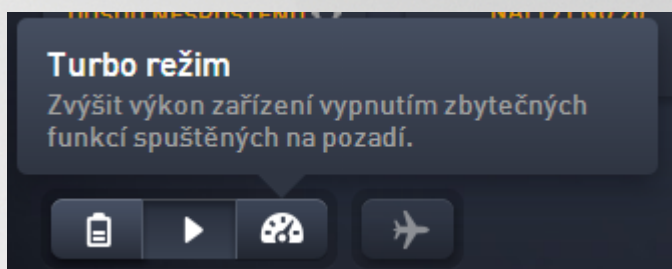 Turbo režim
Zvýšit výkon zařízení vypnutím zbytečných
funkcí spuštěných na pozadí.